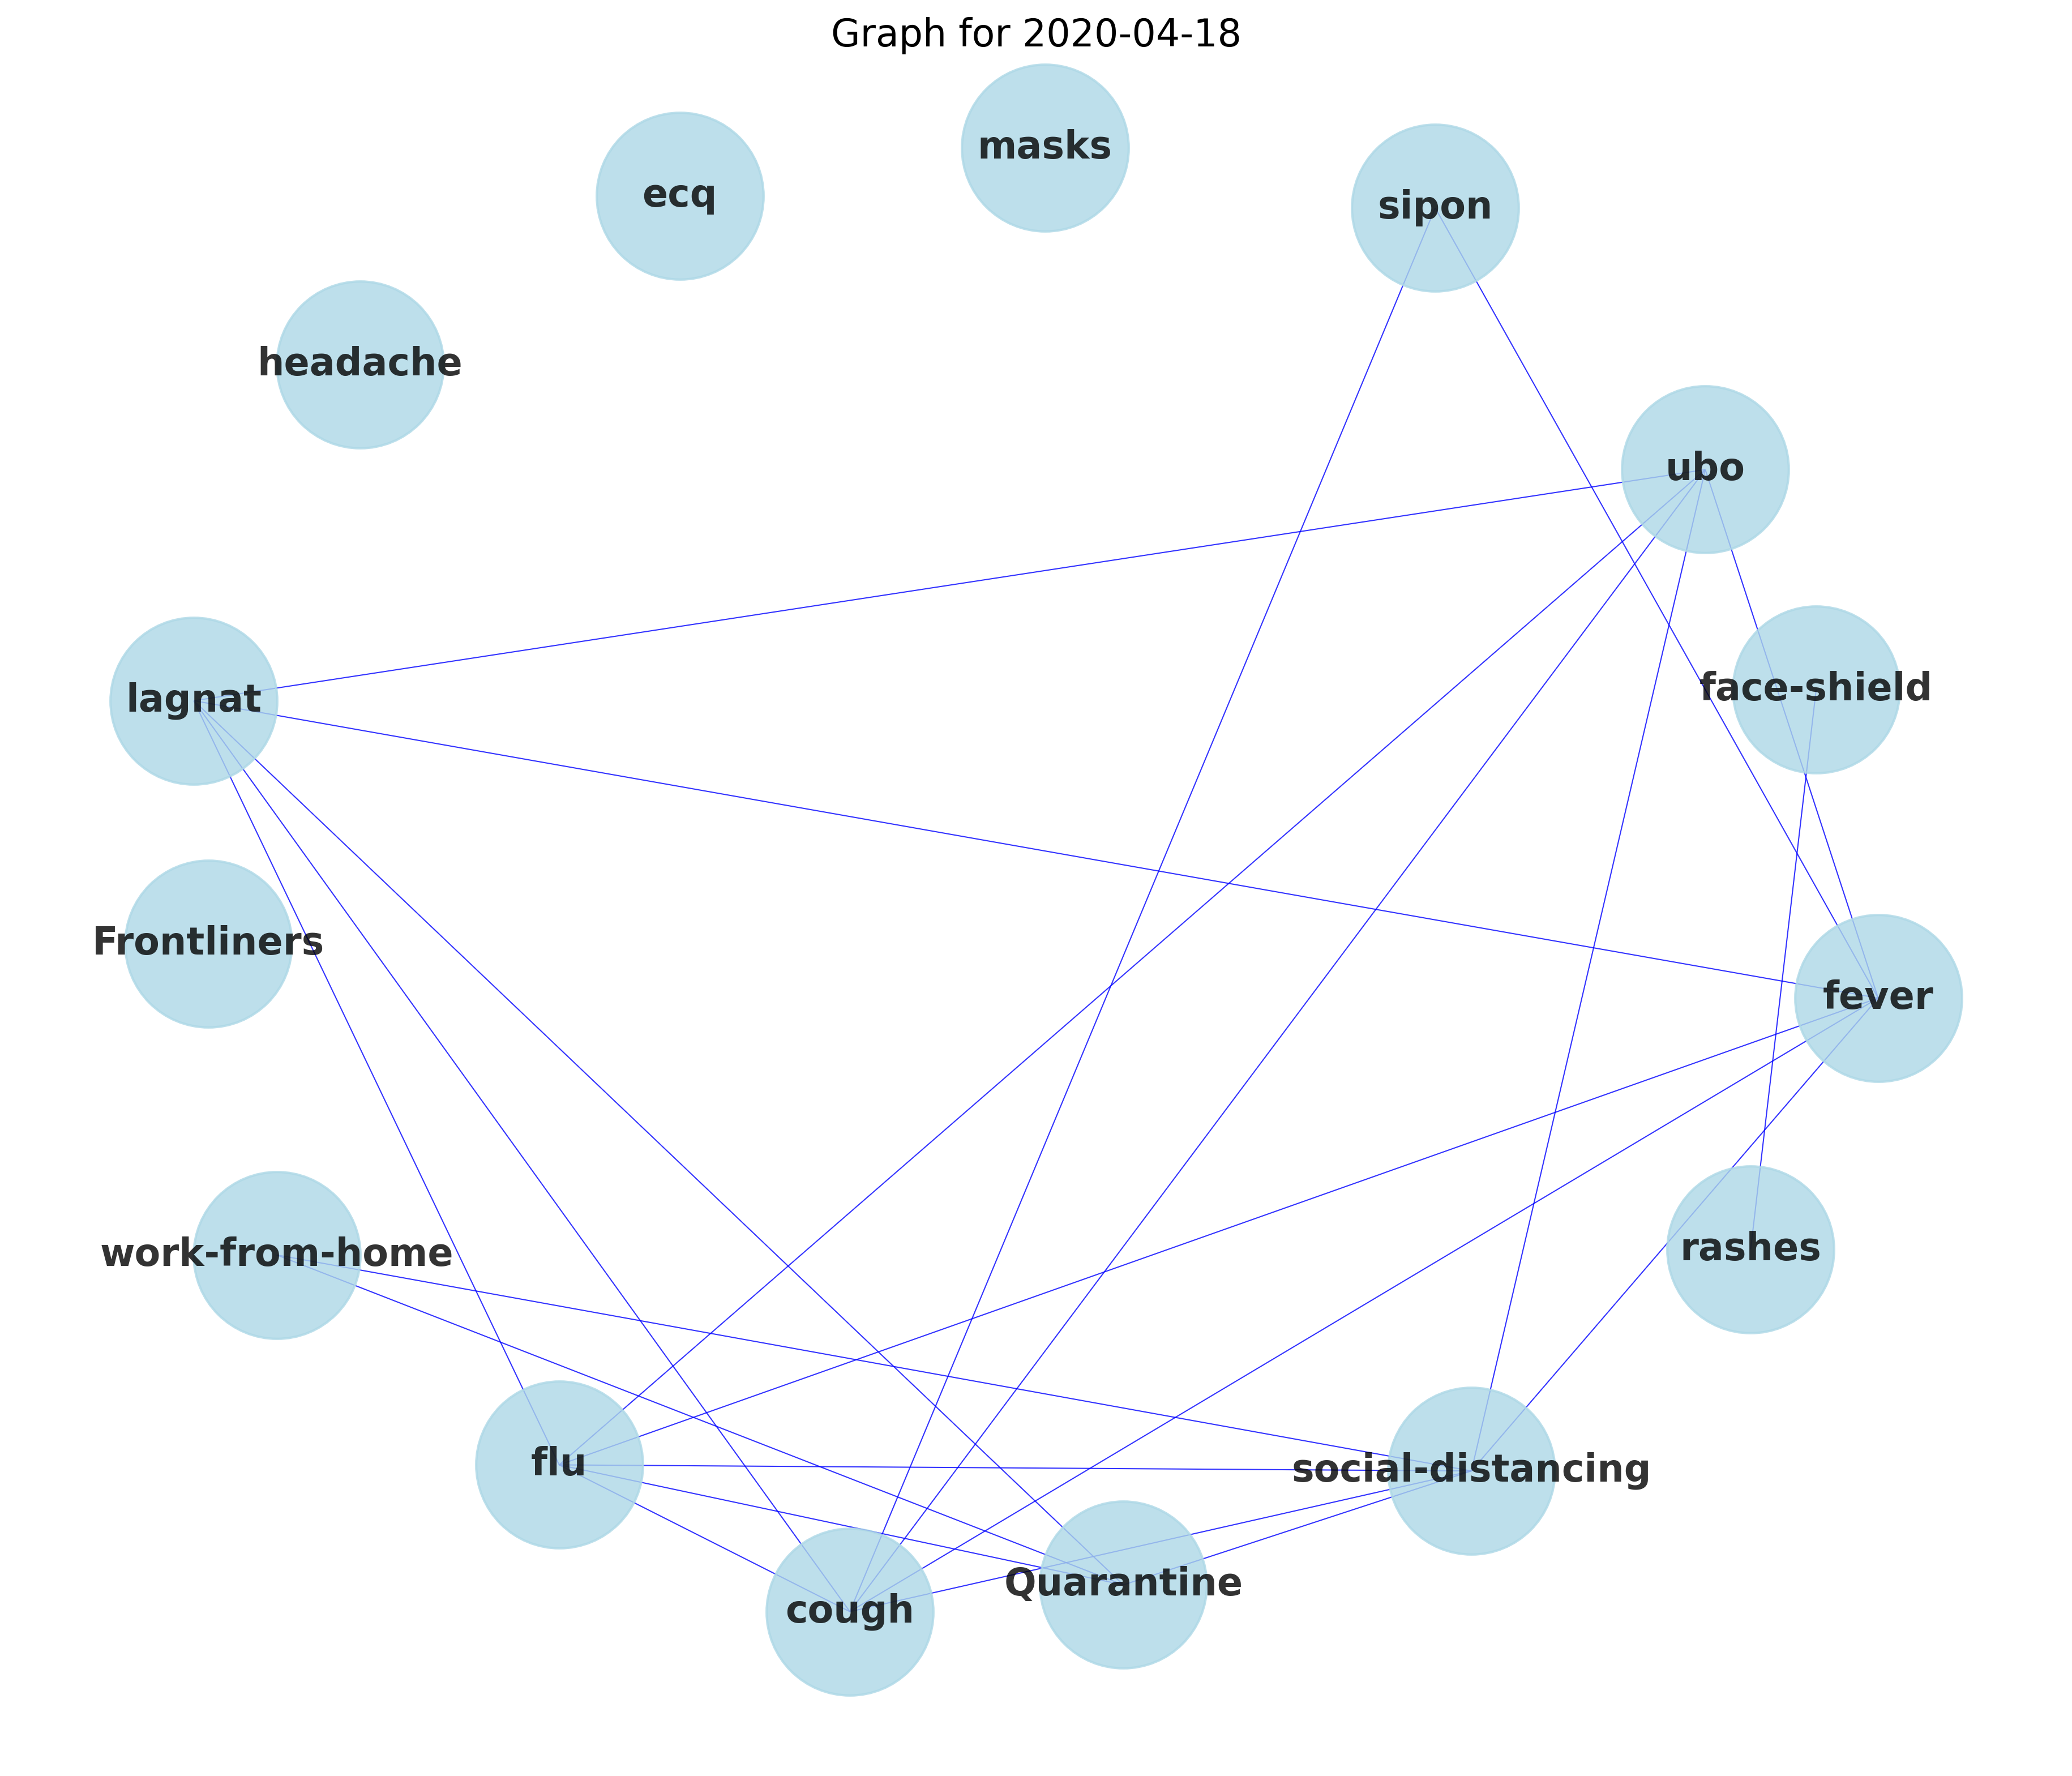 Graph for 2020-04-18
masks
ecq
sipon
headache
ubo
face-shield
lagnat
Frontliners
fever
rashes
work-from-home
flu
social-distancing
Quarantine
cough